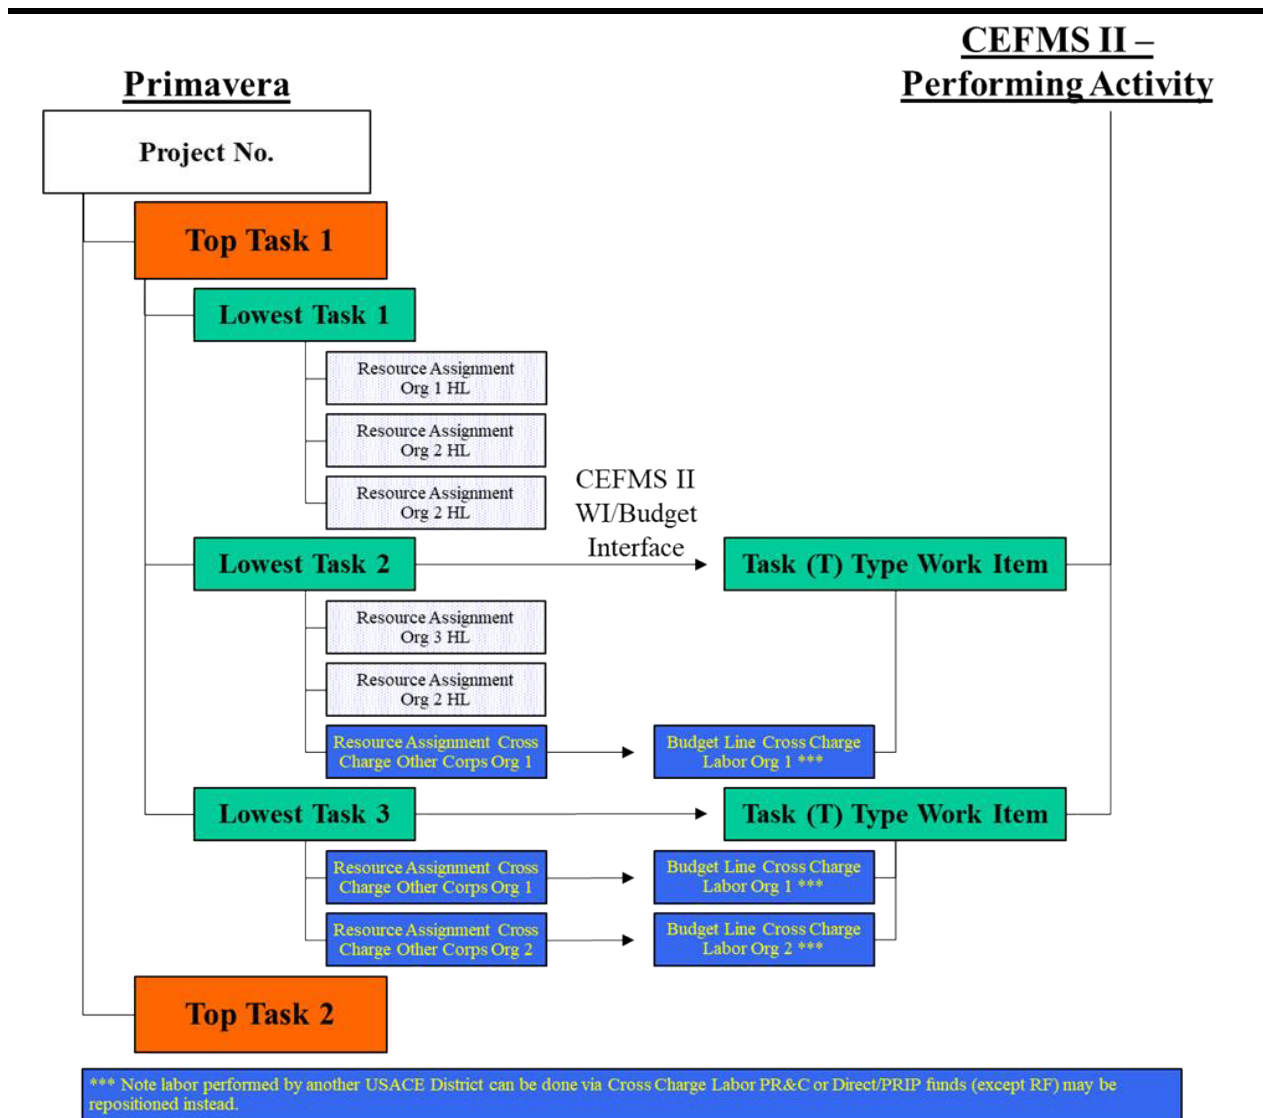 CEFMS II –
Performing Activity
Primavera
Project No.
Top Task 1
Lowest Task 1
Resource Assignment
Org 1 HL
Resource Assignment
Org 2 HL
Resource Assignment
Org 2 HL
CEFMS II
WI/Budget
Interface
Lowest Task 2
Task (T) Type Work Item
Resource Assignment
Org 3 HL
Resource Assignment
Org 2 HL
Resource Assignment Cross
Charge Other Corps Org 1
Budget Line Cross Charge
Labor Org 1 ***
Lowest Task 3
Task (T) Type Work Item
Resource Assignment Cross
Charge Other Corps Org 1
Budget Line Cross Charge
Labor Org 1 ***
Resource Assignment Cross
Charge Other Corps Org 2
Budget Line Cross Charge
Labor Org 2 ***
Top Task 2
*** Note labor performed by another USACE District can be done via Cross Charge Labor PR&C or Direct/PRIP funds (except RF) may be
repositioned instead.